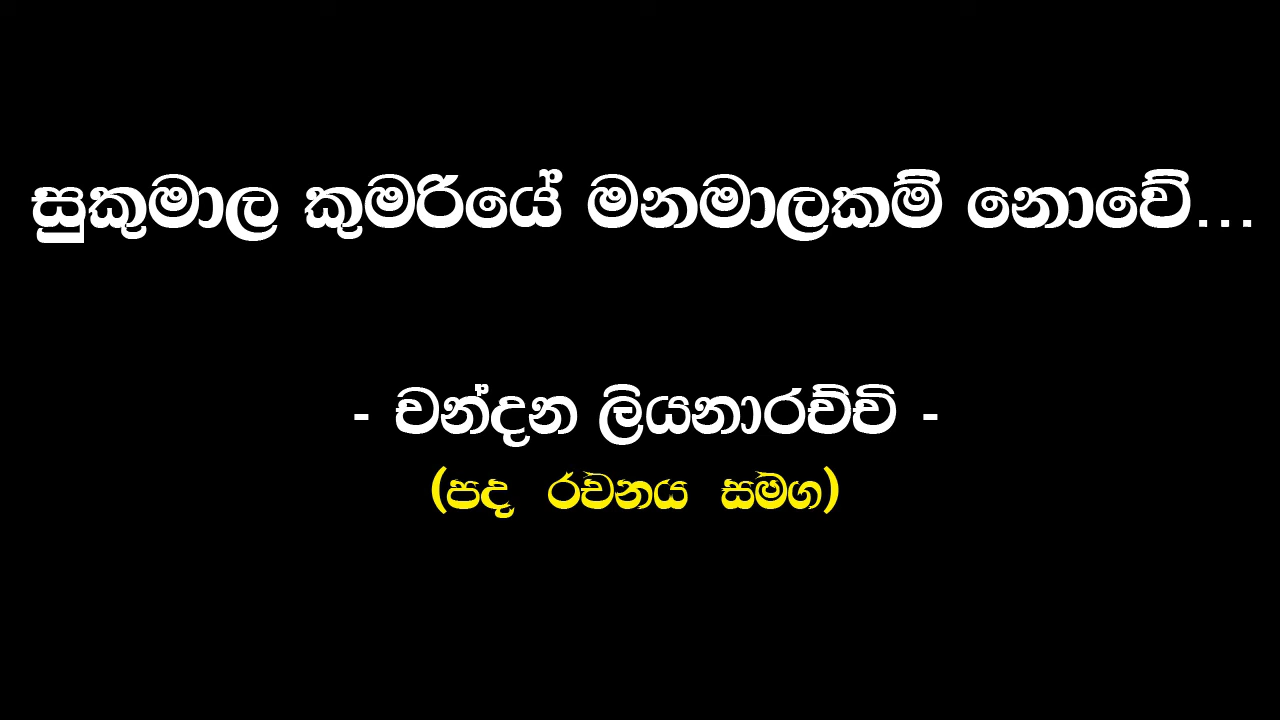 සුකුමාල කුමරියේ මනමාලකම් නොවේ...
- චන්දන ලියනාරච්චි -
(පද රචනය සමග)